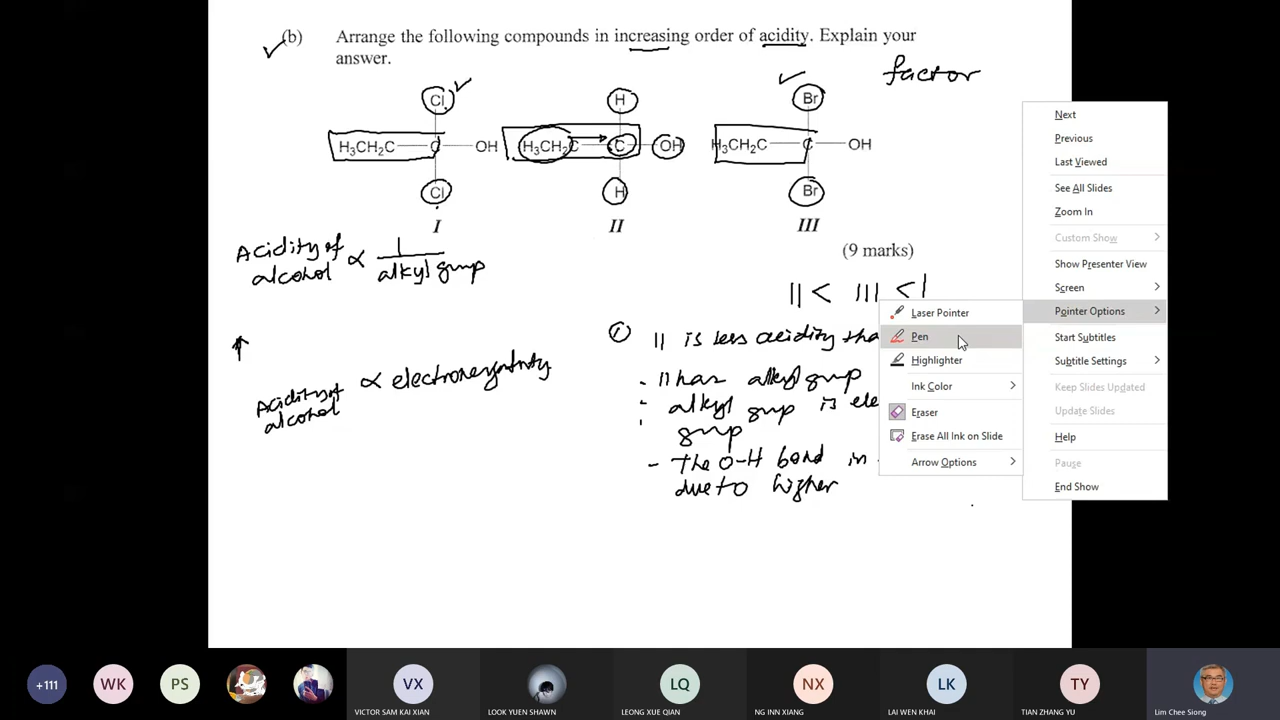 (b) Arrange the following compounds in increasing order of acidity. Explain your
answer.
factor
Cl H Br
H₃CH₂C C OH H₃CH₂C C OH H₃CH₂C C OH
Cl H Br
I II III
(9 marks)
Acidity of alcohol ∝ 1 / alkyl group
II < III < I
① II is less acidity tha
- II has alkyl group
- alkyl group is ele
group
- The O-H bond in
due to higher
↑
Acidity of alcohol ∝ electronegativity
Next
Previous
Last Viewed
See All Slides
Zoom In
Custom Show
Show Presenter View
Screen
Pointer Options
Start Subtitles
Subtitle Settings
Keep Slides Updated
Update Slides
Help
Pause
End Show
Laser Pointer
Pen
Highlighter
Ink Color
Eraser
Erase All Ink on Slide
Arrow Options
+111 WK PS VX LQ NX LK TY
VICTOR SAM KAI XIAN LOOK YUEN SHAWN LEONG XUE QIAN NG INN XIANG LAI WEN KHAI TIAN ZHANG YU Lim Chee Siong